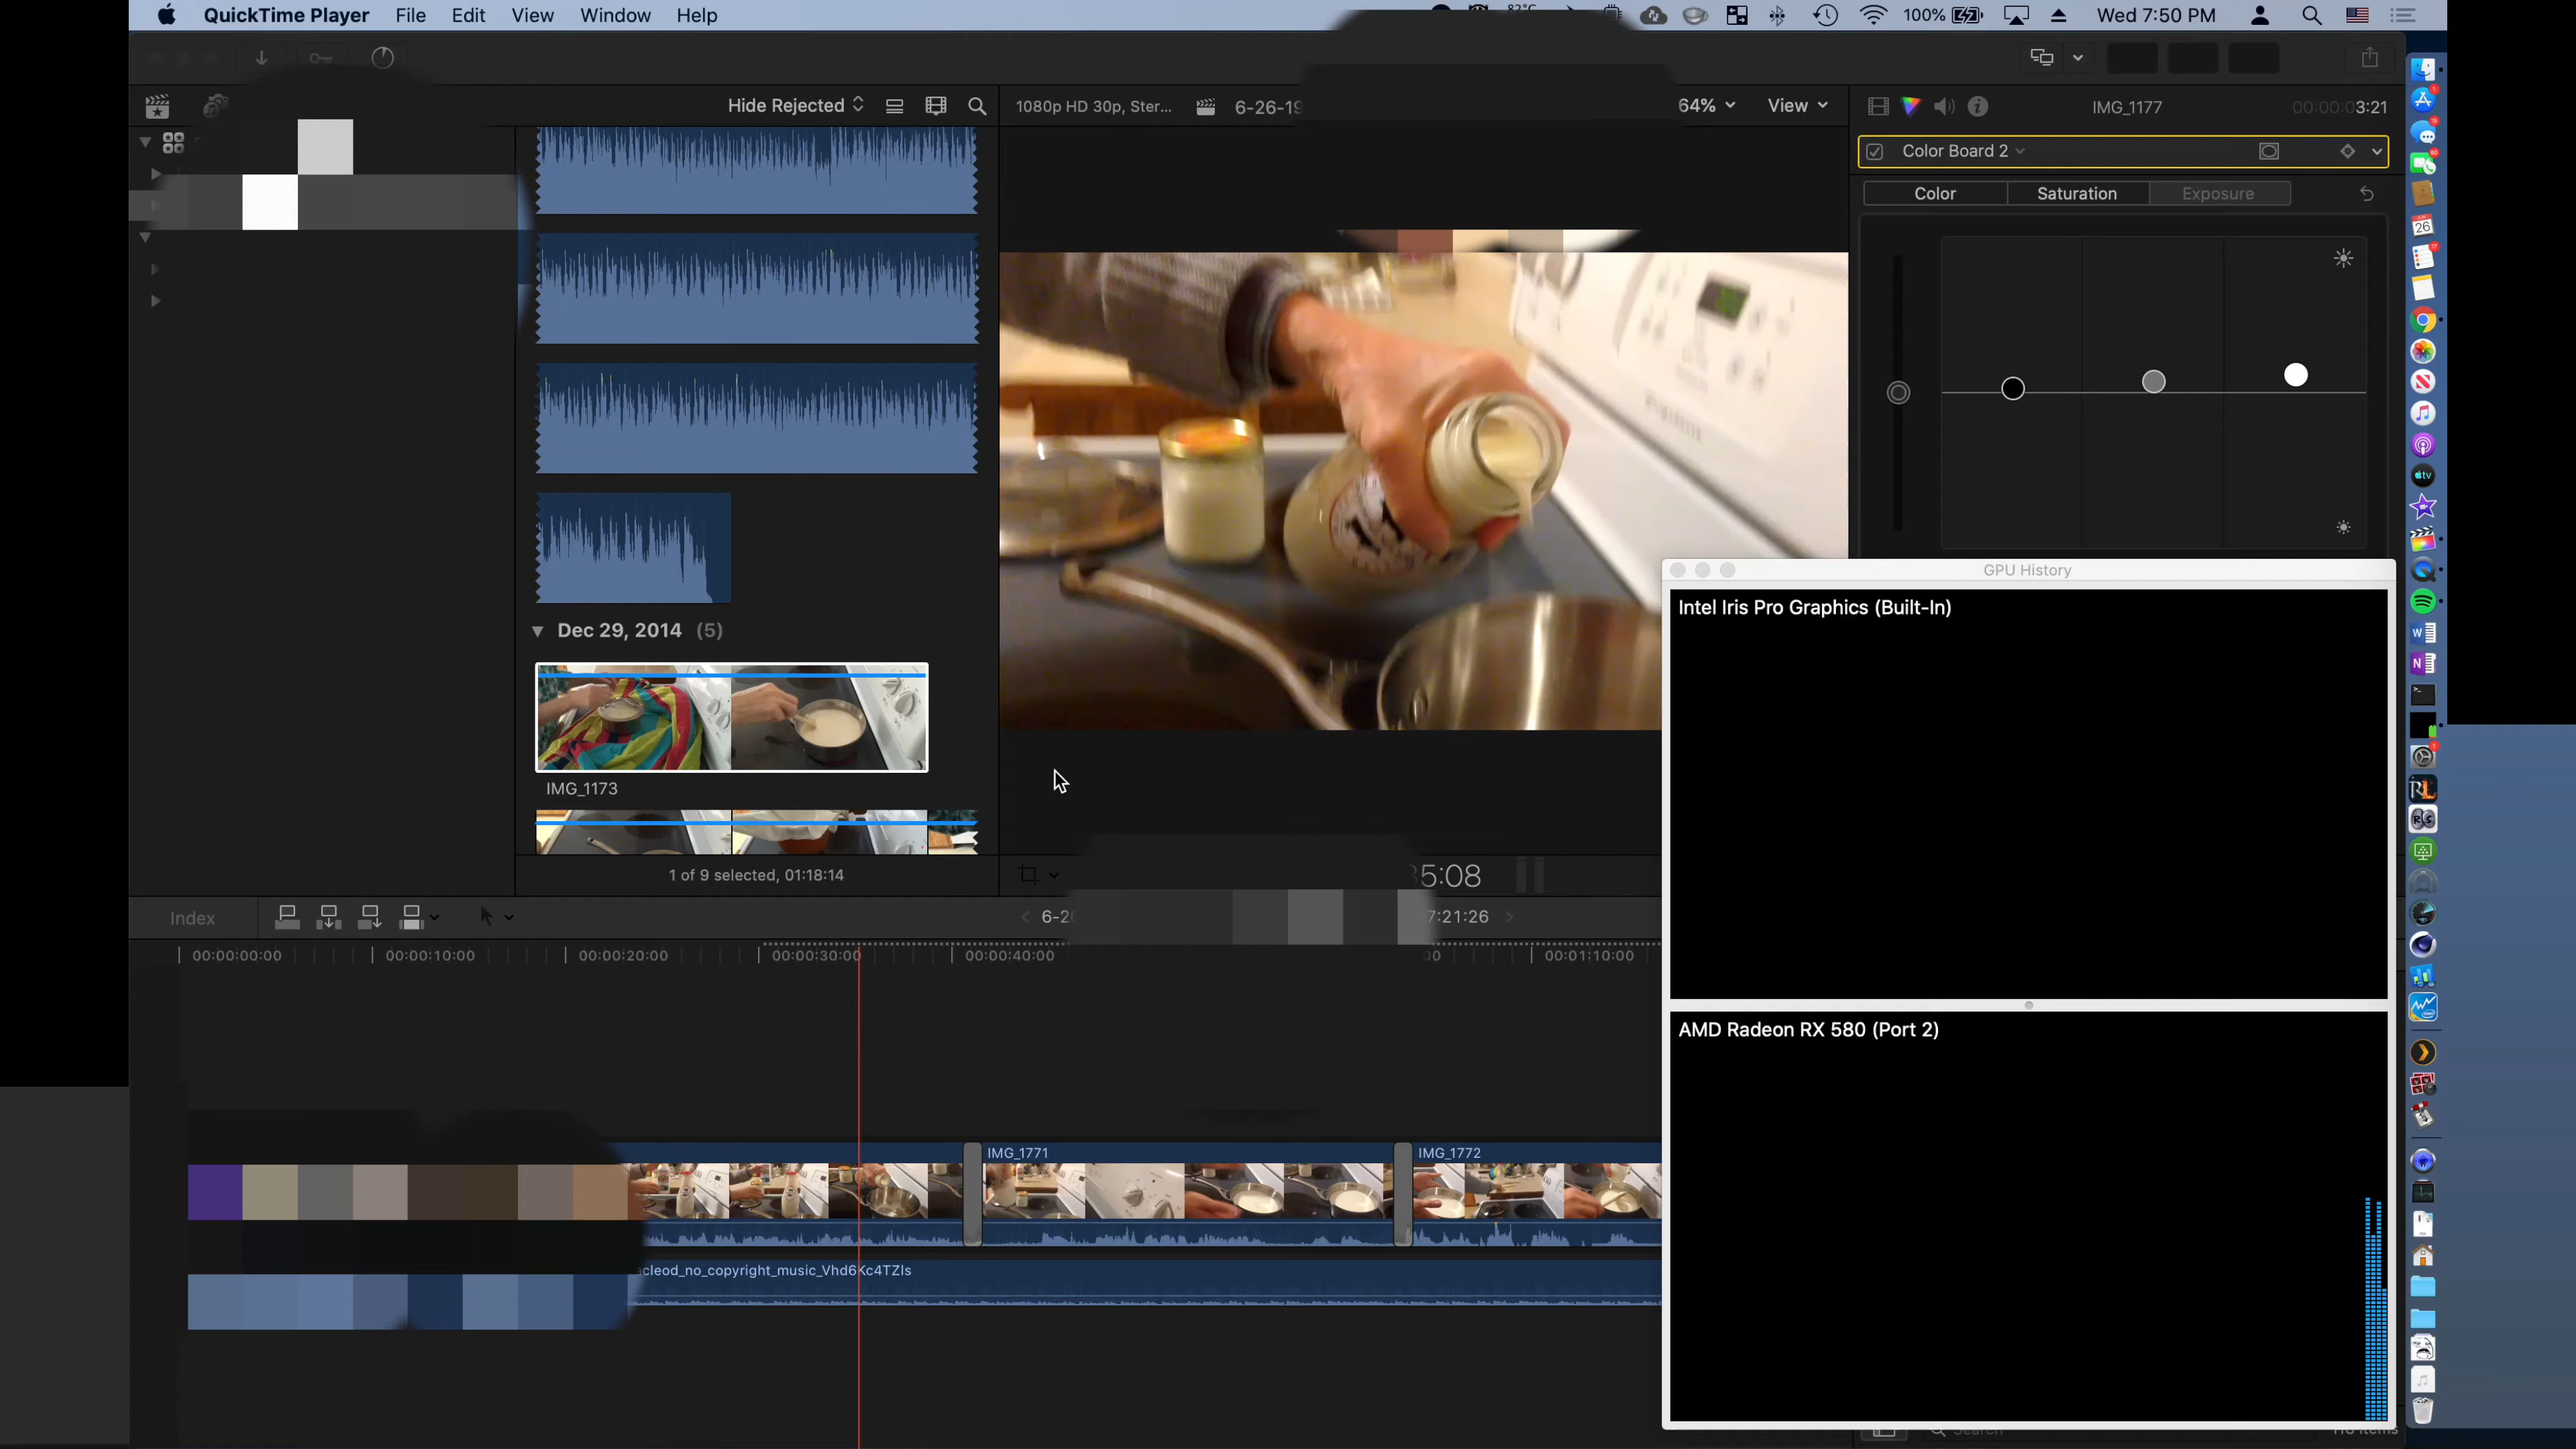 QuickTime Player File Edit View Window Help
82°C 100% Wed 7:50 PM
Hide Rejected
1080p HD 30p, Ster... 6-26-19
64% View
IMG_1177 00:00:03:21
Color Board 2
Color Saturation Exposure
GPU History
Intel Iris Pro Graphics (Built-In)
Dec 29, 2014 (5)
IMG_1173
1 of 9 selected, 01:18:14
5:08
Index
7:21:26
00:00:00:00 00:00:10:00 00:00:20:00 00:00:30:00 00:00:40:00 00 00:01:10:00
AMD Radeon RX 580 (Port 2)
IMG_1771 IMG_1772
acleod_no_copyright_music_Vhd6Kc4TZIs
Search